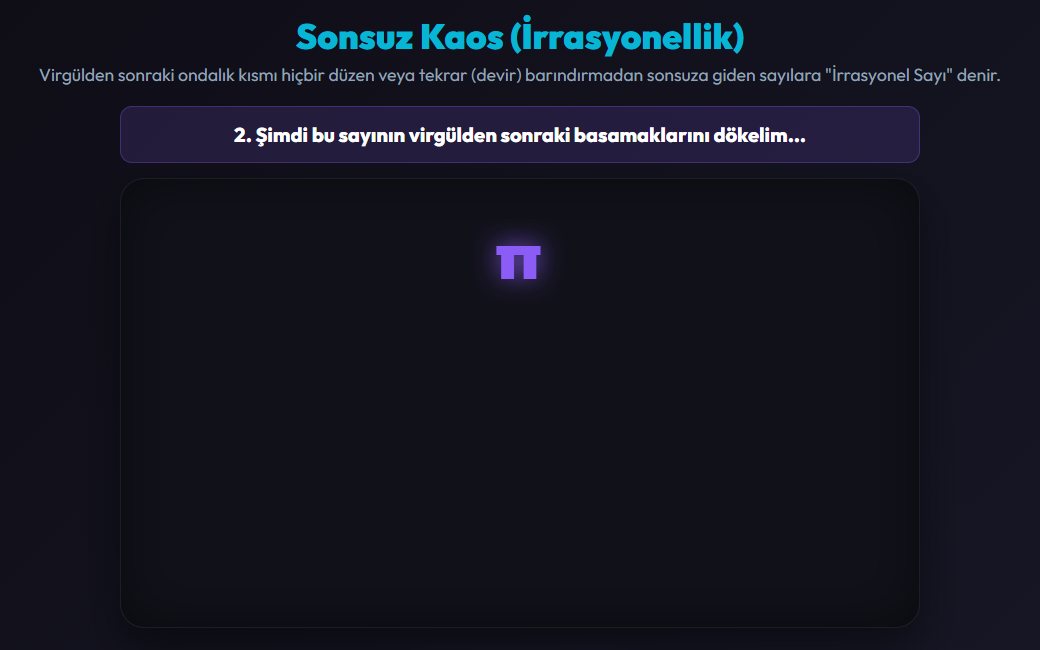 Sonsuz Kaos (İrrasyonellik)
Virgülden sonraki ondalık kısmı hiçbir düzen veya tekrar (devir) barındırmadan sonsuza giden sayılara "İrrasyonel Sayı" denir.
2. Şimdi bu sayının virgülden sonraki basamaklarını dökelim...
π